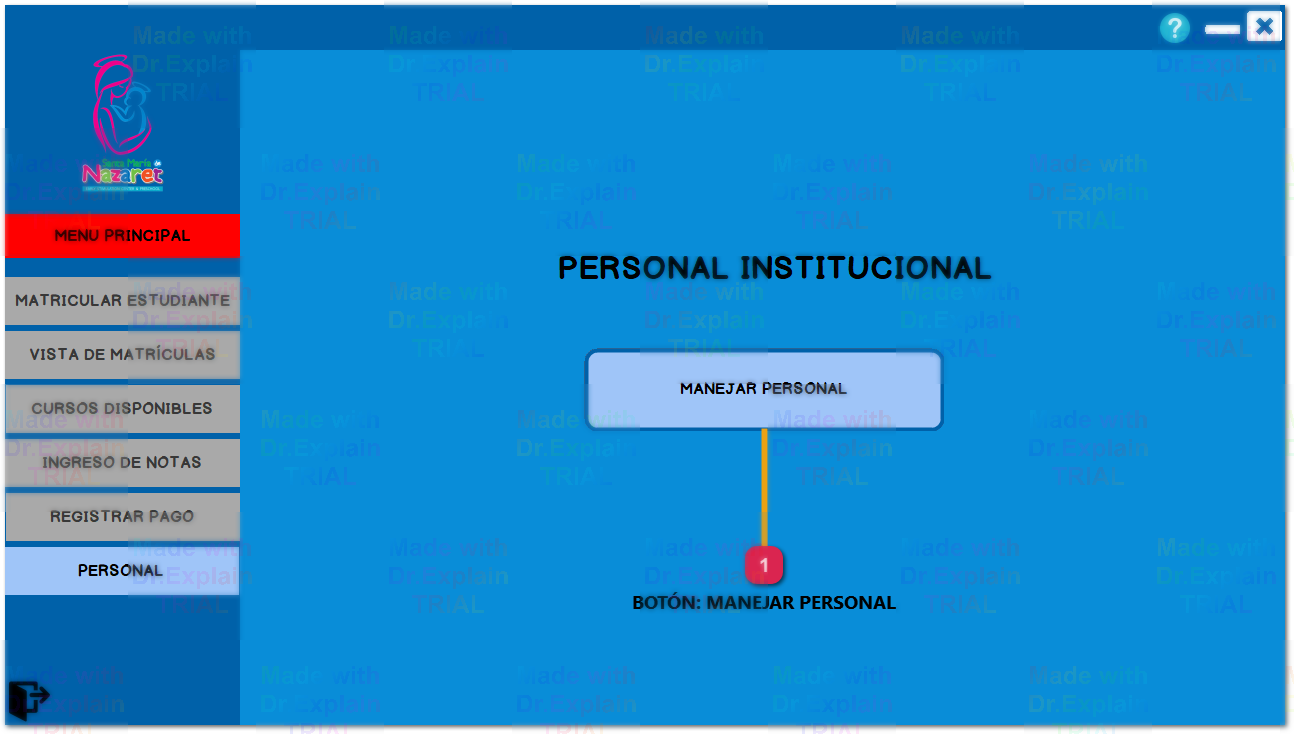 ?
Santa María de
Nazaret
MENU PRINCIPAL
MATRICULAR ESTUDIANTE
VISTA DE MATRÍCULAS
CURSOS DISPONIBLES
INGRESO DE NOTAS
REGISTRAR PAGO
PERSONAL
PERSONAL INSTITUCIONAL
MANEJAR PERSONAL
1
BOTÓN: MANEJAR PERSONAL
Made with
Dr.Explain
TRIAL